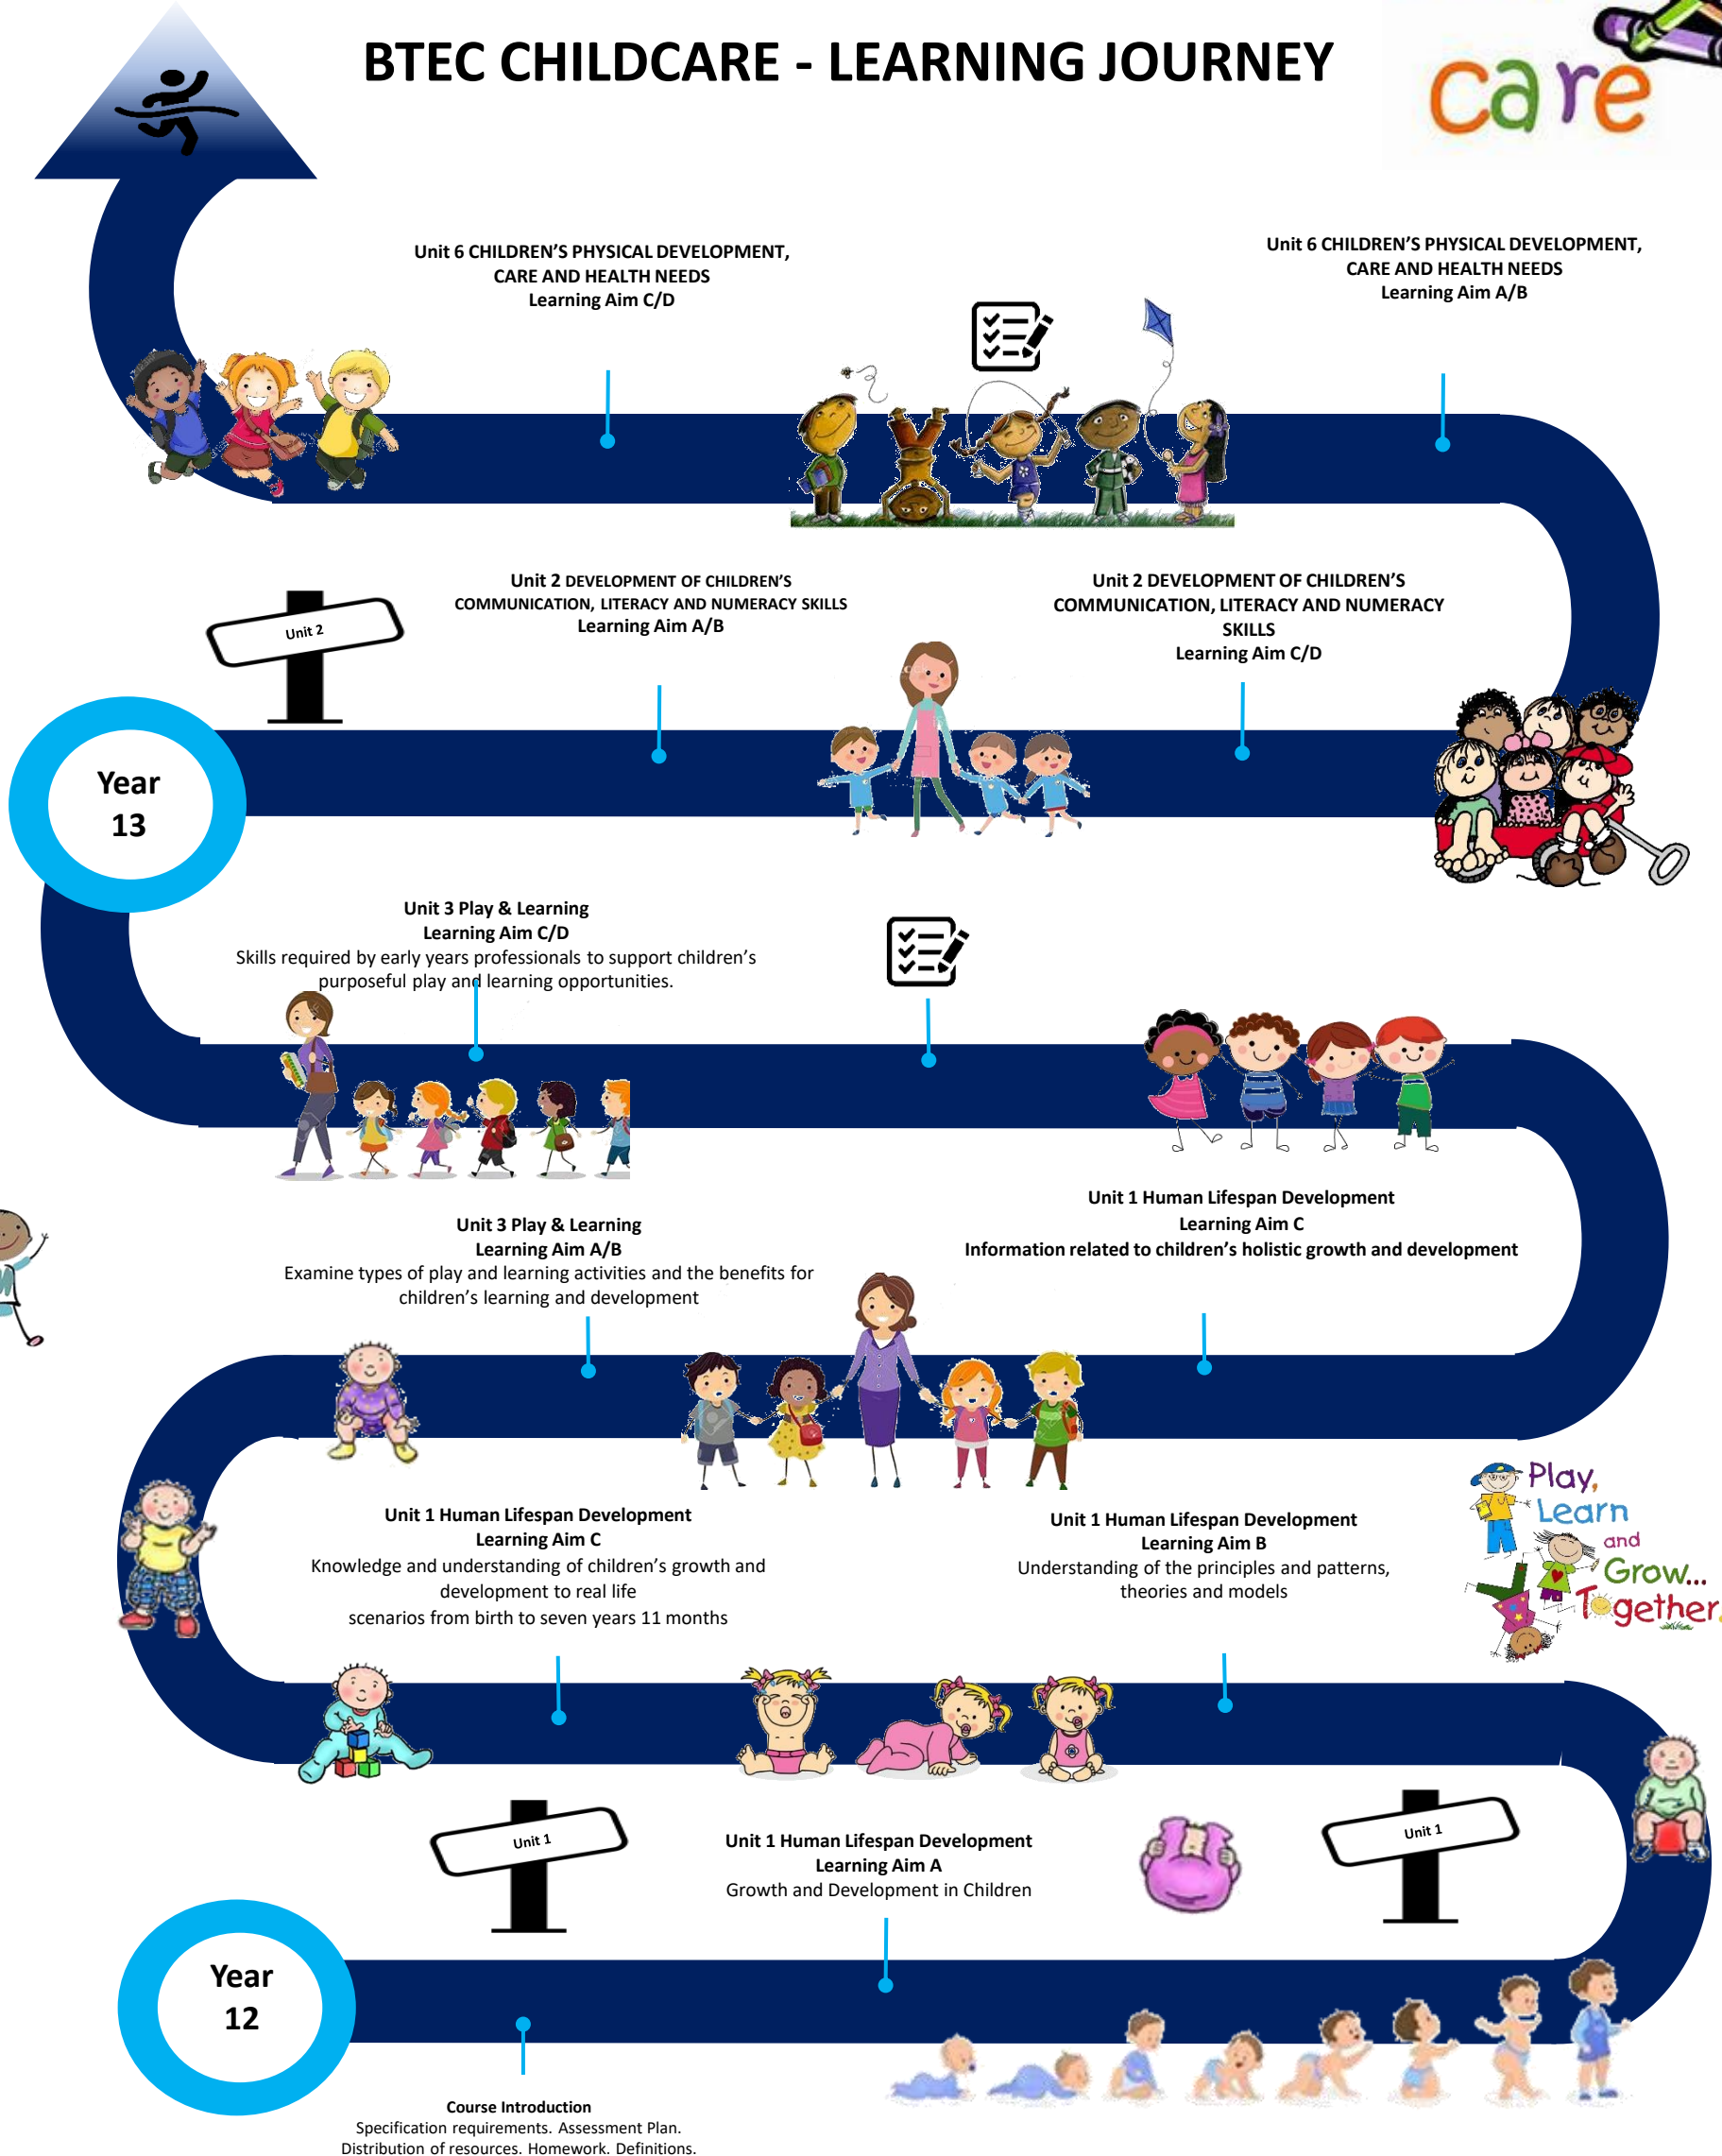 BTEC CHILDCARE - LEARNING JOURNEY
care
Unit 6 CHILDREN'S PHYSICAL DEVELOPMENT,
CARE AND HEALTH NEEDS
Learning Aim C/D
Unit 6 CHILDREN'S PHYSICAL DEVELOPMENT,
CARE AND HEALTH NEEDS
Learning Aim A/B
Unit 2
Unit 2 DEVELOPMENT OF CHILDREN'S
COMMUNICATION, LITERACY AND NUMERACY SKILLS
Learning Aim A/B
Unit 2 DEVELOPMENT OF CHILDREN'S
COMMUNICATION, LITERACY AND NUMERACY
SKILLS
Learning Aim C/D
Year
13
Unit 3 Play & Learning
Learning Aim C/D
Skills required by early years professionals to support children's
purposeful play and learning opportunities.
Unit 3 Play & Learning
Learning Aim A/B
Examine types of play and learning activities and the benefits for
children's learning and development
Unit 1 Human Lifespan Development
Learning Aim C
Information related to children's holistic growth and development
Unit 1 Human Lifespan Development
Learning Aim C
Knowledge and understanding of children's growth and
development to real life
scenarios from birth to seven years 11 months
Unit 1 Human Lifespan Development
Learning Aim B
Understanding of the principles and patterns,
theories and models
Play,
Learn
and
Grow...
Together.
Unit 1
Unit 1 Human Lifespan Development
Learning Aim A
Growth and Development in Children
Unit 1
Year
12
Course Introduction
Specification requirements. Assessment Plan.
Distribution of resources. Homework. Definitions.